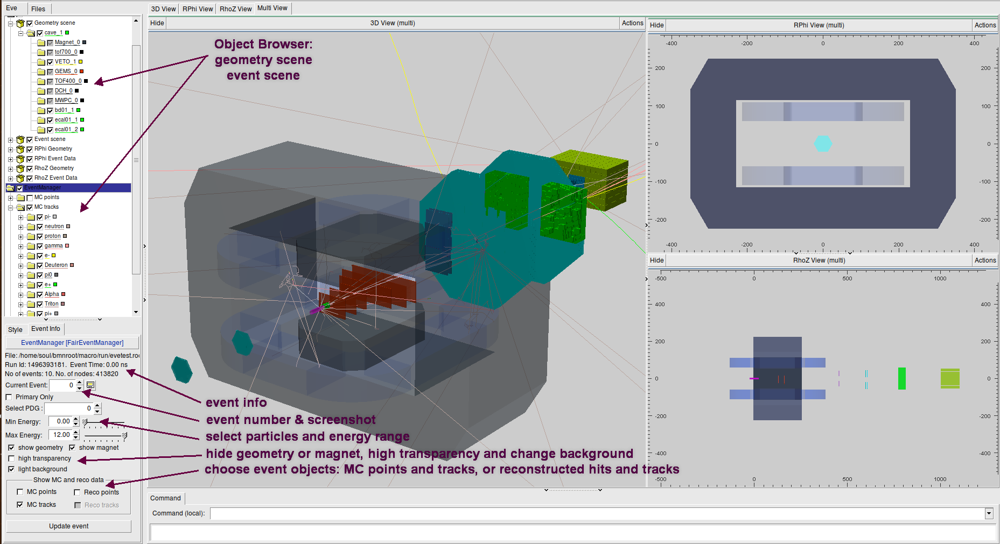 Eve
Files
Geometry scene
cave_1
Magnet_0
tof700_0
VETO_1
GEMS_0
TOF400_0
DCH_0
MWPC_0
bd01_1
ecal01_1
ecal01_2
Event scene
RPhi Geometry
RPhi Event Data
RhoZ Geometry
RhoZ Event Data
EventManager
MC points
MC tracks
pi-
neutron
proton
gamma
e-
Deuteron
pi0
e+
Alpha
Triton
pi+
Style
Event Info
EventManager [FairEventManager]
File: /home/soul/bmnroot/macro/run/evetest.roo
Run Id: 1496393181. Event Time: 0.00 ns
No of events: 10. No. of nodes: 413820
Current Event: 0
Primary Only
Select PDG : 0
Min Energy: 0.00
Max Energy: 12.00
show geometry show magnet
high transparency
light background
Show MC and reco data
MC points Reco points
MC tracks Reco tracks
Update event
3D View RPhi View RhoZ View Multi View
Hide 3D View (multi) Actions
Object Browser:
geometry scene
event scene
event info
event number & screenshot
select particles and energy range
hide geometry or magnet, high transparency and change background
choose event objects: MC points and tracks, or reconstructed hits and tracks
Hide RPhi View (multi) Actions
-400 -200 0 200 400
200 200
100 100
0 0
-100 -100
-200 -200
-400 -200 0 200 400
Hide RhoZ View (multi) Actions
-500 0 500 1000
400 400
200 200
0 0
-200 -200
-400 -400
-500 0 500 1000
Command
Command (local):